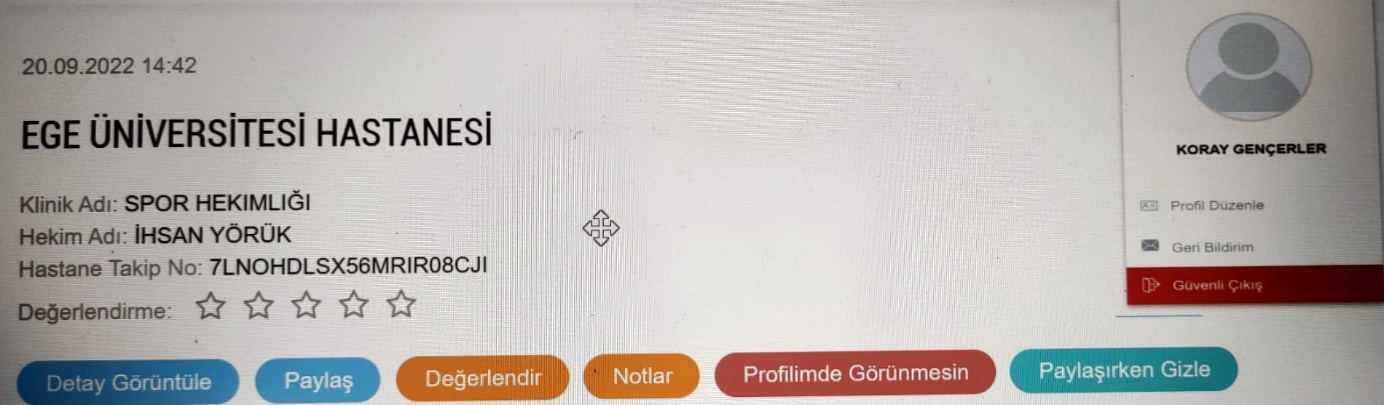 20.09.2022 14:42
EGE ÜNİVERSİTESİ HASTANESİ
Klinik Adı: SPOR HEKIMLIĞI
Hekim Adı: İHSAN YÖRÜK
Hastane Takip No: 7LNOHDLSX56MRIR08CJI
Değerlendirme:
Detay Görüntüle
Paylaş
Değerlendir
Notlar
Profilimde Görünmesin
Paylaşırken Gizle
KORAY GENÇERLER
Profil Düzenle
Geri Bildirim
Güvenli Çıkış